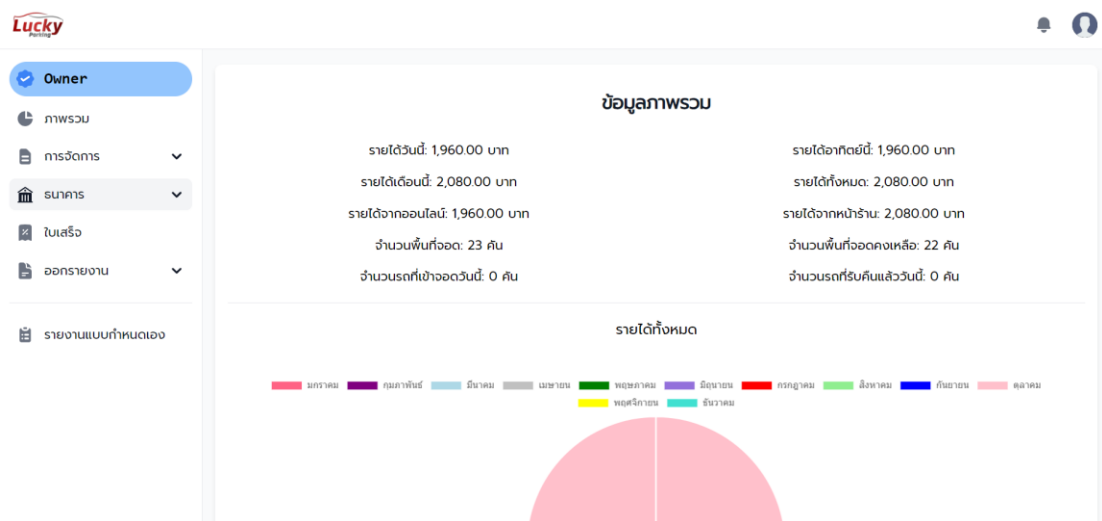 Lucky
Parking
Owner
ภาพรวม
การจัดการ
ธนาคาร
ใบเสร็จ
ออกรายงาน
รายงานแบบกำหนดเอง
ข้อมูลภาพรวม
รายได้วันนี้: 1,960.00 บาท
รายได้อาทิตย์นี้: 1,960.00 บาท
รายได้เดือนนี้: 2,080.00 บาท
รายได้ทั้งหมด: 2,080.00 บาท
รายได้จากออนไลน์: 1,960.00 บาท
รายได้จากหน้าร้าน: 2,080.00 บาท
จำนวนพื้นที่จอด: 23 คัน
จำนวนพื้นที่จอดคงเหลือ: 22 คัน
จำนวนรถที่เข้าจอดวันนี้: 0 คัน
จำนวนรถที่รับคืนแล้ววันนี้: 0 คัน
รายได้ทั้งหมด
มกราคม กุมภาพันธ์ มีนาคม เมษายน พฤษภาคม มิถุนายน กรกฎาคม สิงหาคม กันยายน ตุลาคม
พฤศจิกายน ธันวาคม